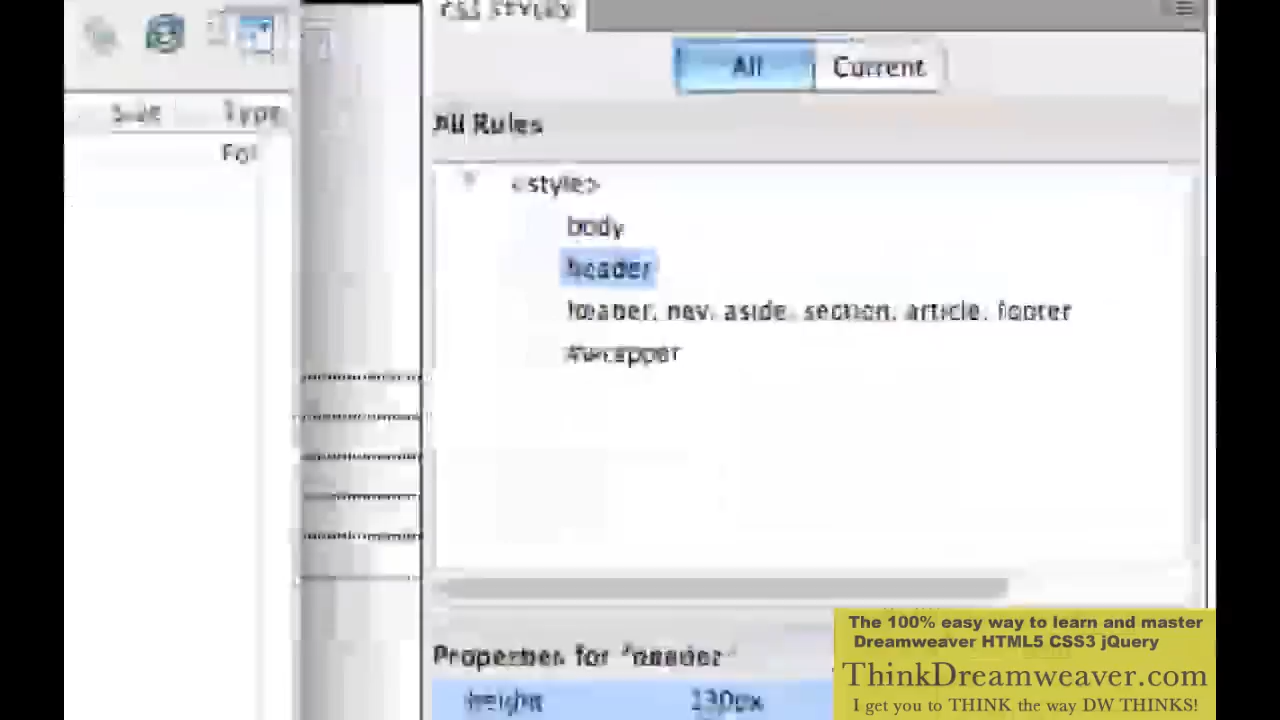 CSS Styles
All
Current
Size Type
All Rules
Fol
<style>
body
header
header, nav, aside, section, article, footer
#wrapper
Properties for "header"
height 130px
The 100% easy way to learn and master
Dreamweaver HTML5 CSS3 jQuery
ThinkDreamweaver.com
I get you to THINK the way DW THINKS!